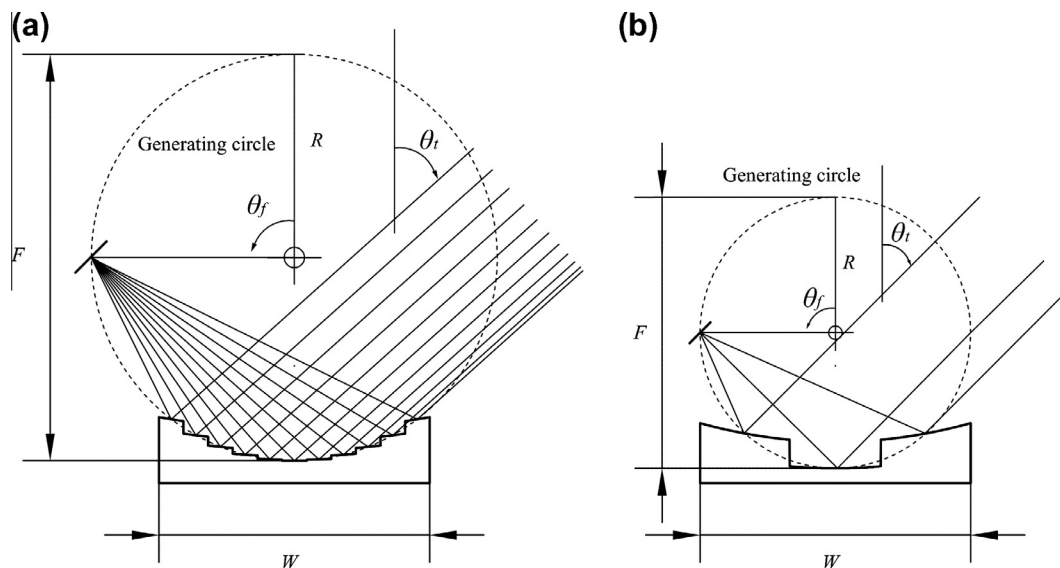 (a)
(b)
Generating circle
R
θt
θf
F
W
Generating circle
R
θt
θf
F
W